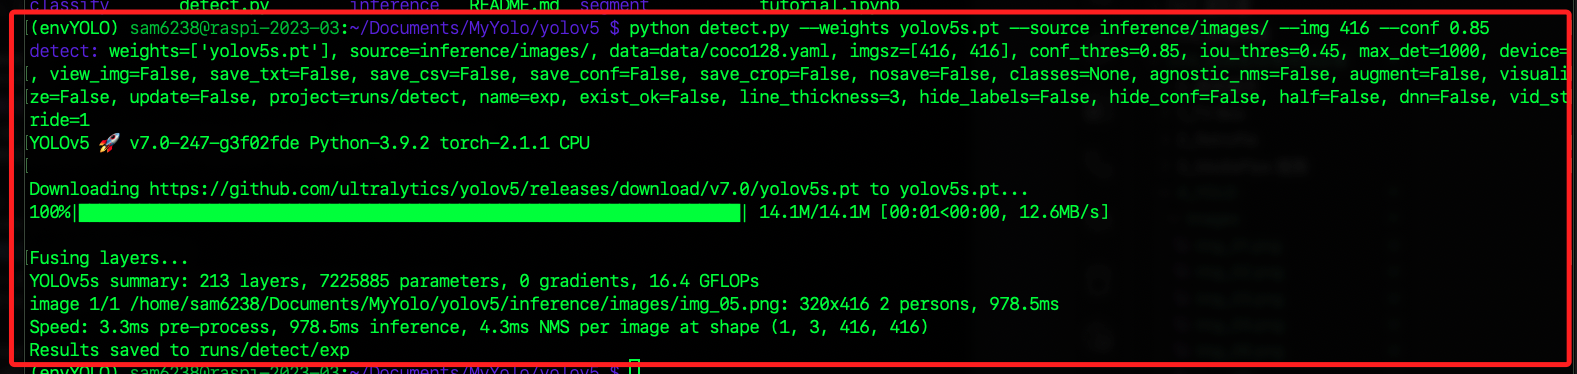 classify detect.py inference README.md segment tutorial.ipynb
(envYOLO) sam6238@raspi-2023-03:~/Documents/MyYolo/yolov5 $ python detect.py --weights yolov5s.pt --source inference/images/ --img 416 --conf 0.85
detect: weights=['yolov5s.pt'], source=inference/images/, data=data/coco128.yaml, imgsz=[416, 416], conf_thres=0.85, iou_thres=0.45, max_det=1000, device=
, view_img=False, save_txt=False, save_csv=False, save_conf=False, save_crop=False, nosave=False, classes=None, agnostic_nms=False, augment=False, visuali
ze=False, update=False, project=runs/detect, name=exp, exist_ok=False, line_thickness=3, hide_labels=False, hide_conf=False, half=False, dnn=False, vid_st
ride=1
YOLOv5 🚀 v7.0-247-g3f02fde Python-3.9.2 torch-2.1.1 CPU
Downloading https://github.com/ultralytics/yolov5/releases/download/v7.0/yolov5s.pt to yolov5s.pt...
100%|██████████| 14.1M/14.1M [00:01<00:00, 12.6MB/s]
Fusing layers...
YOLOv5s summary: 213 layers, 7225885 parameters, 0 gradients, 16.4 GFLOPs
image 1/1 /home/sam6238/Documents/MyYolo/yolov5/inference/images/img_05.png: 320x416 2 persons, 978.5ms
Speed: 3.3ms pre-process, 978.5ms inference, 4.3ms NMS per image at shape (1, 3, 416, 416)
Results saved to runs/detect/exp
(envYOLO) sam6238@raspi-2023-03:~/Documents/MyYolo/yolov5 $